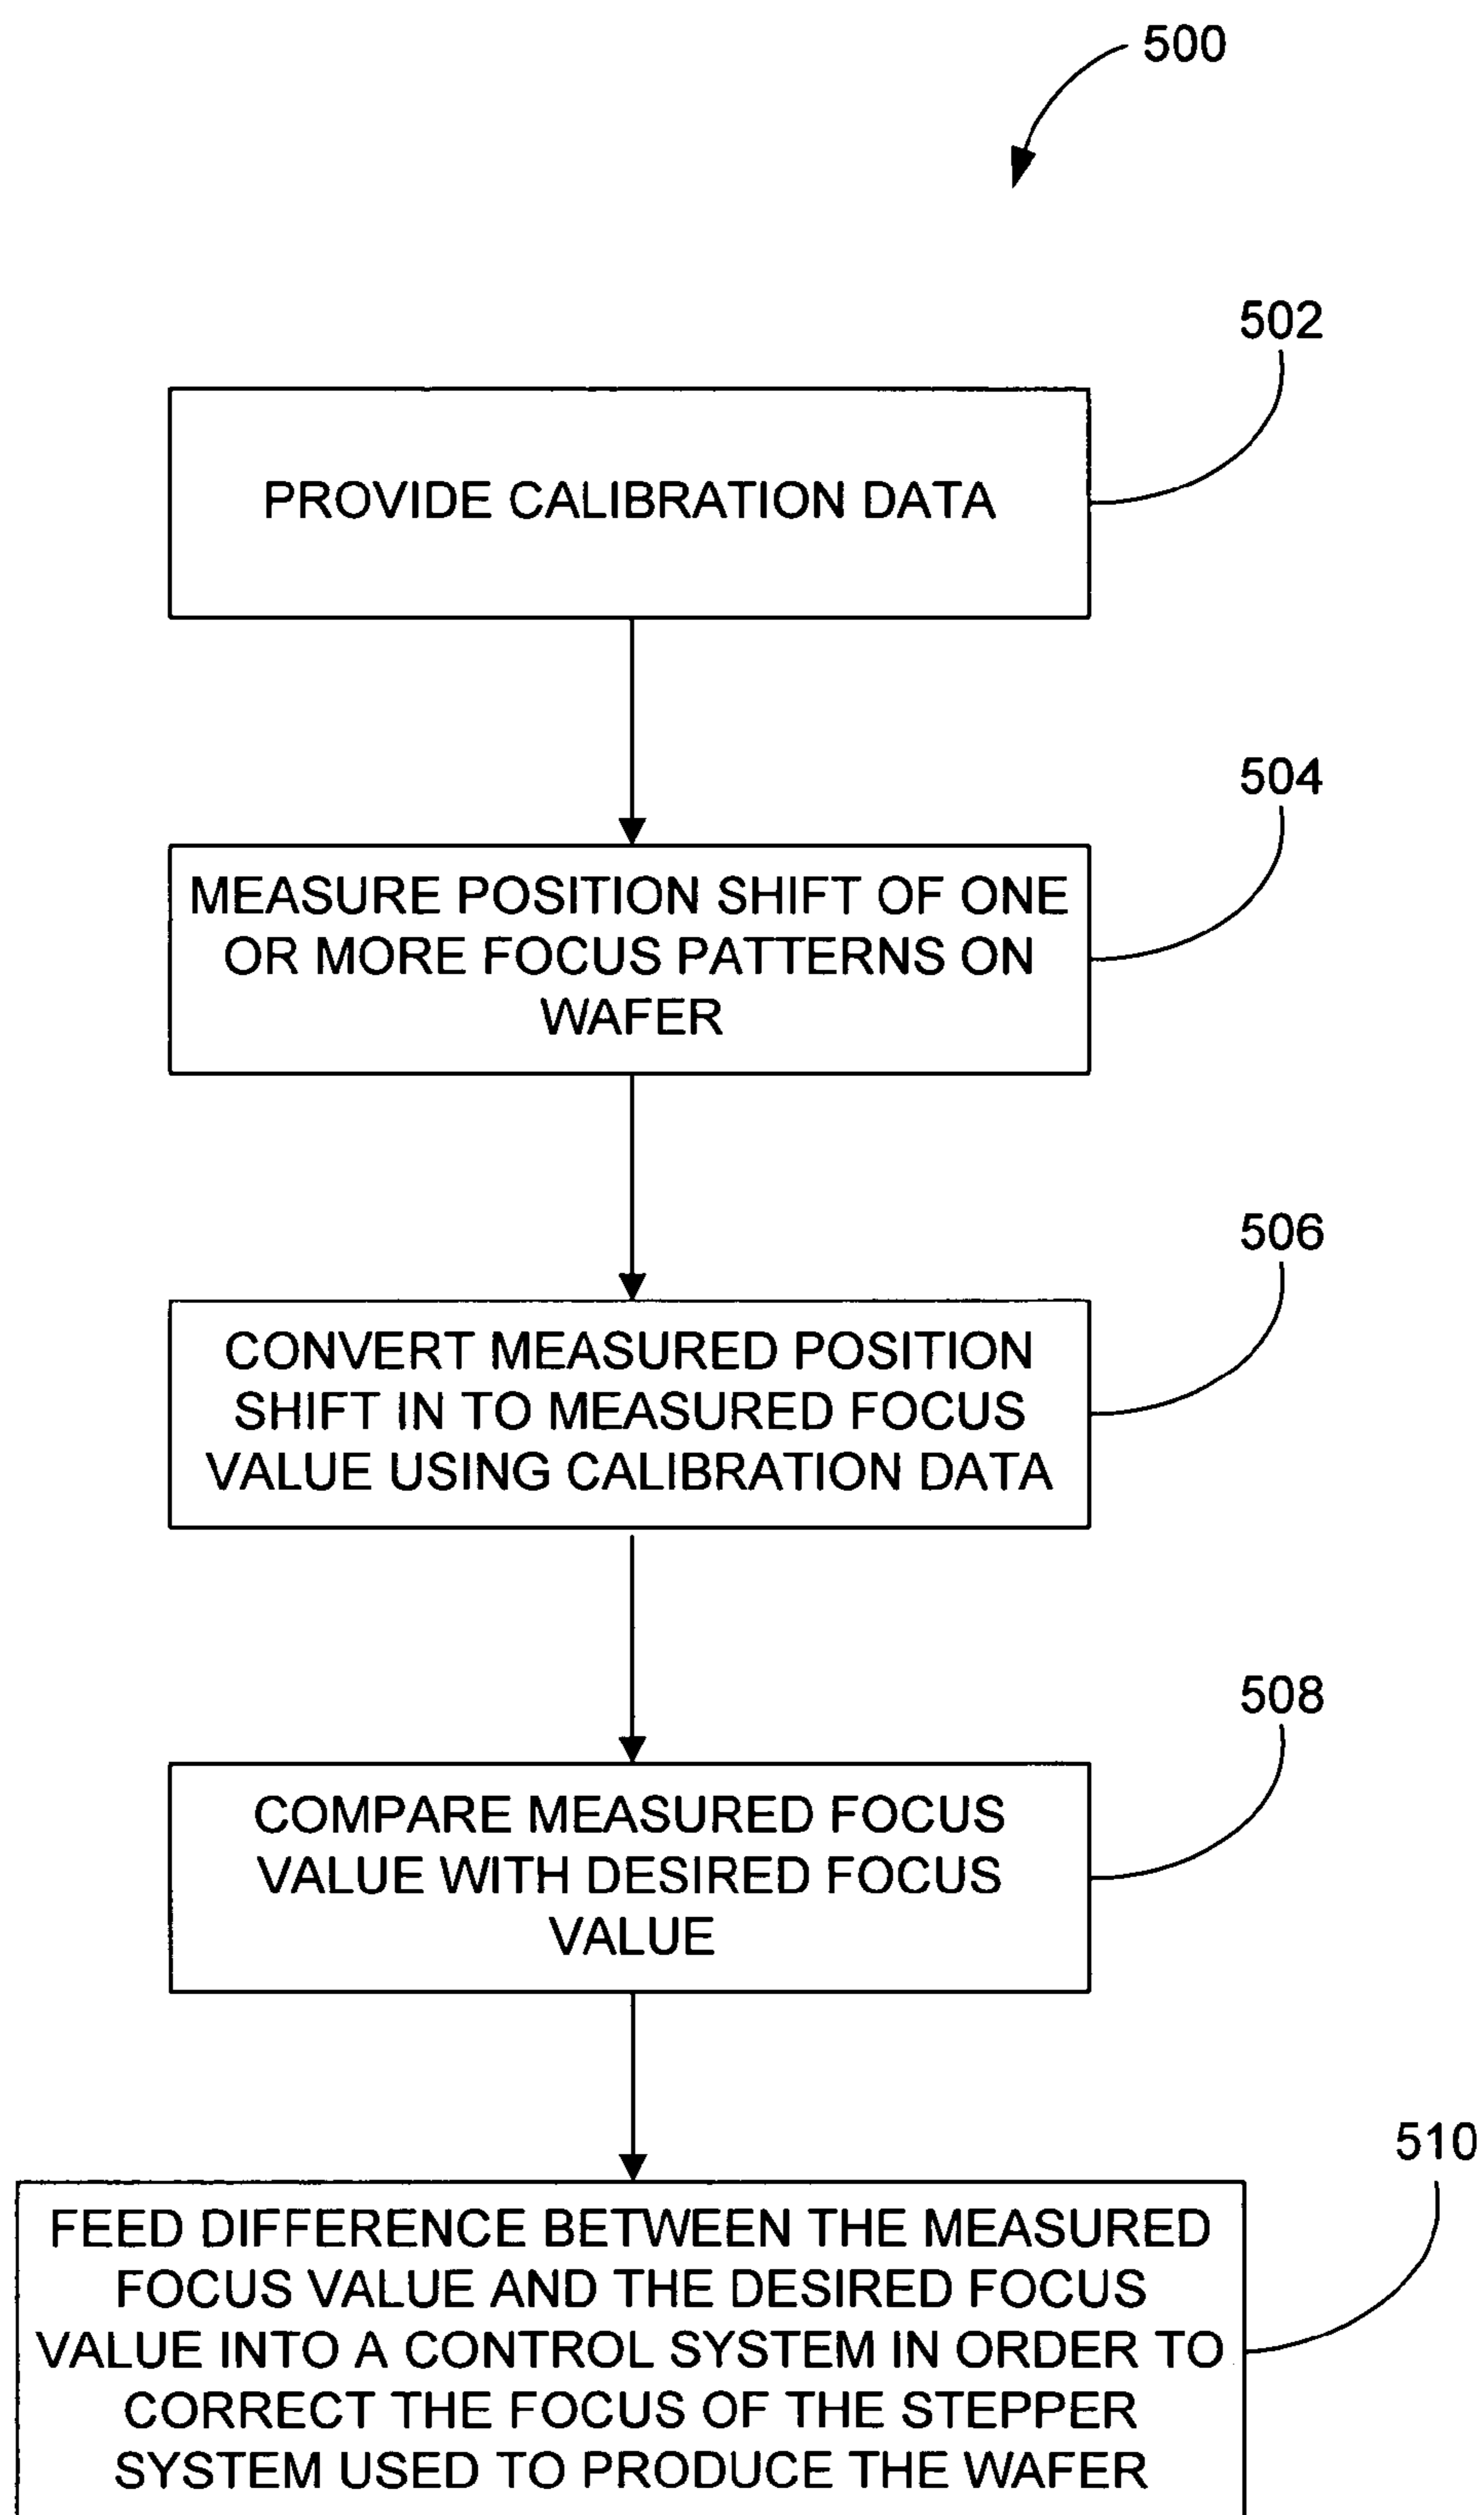 500
502
PROVIDE CALIBRATION DATA
504
MEASURE POSITION SHIFT OF ONE
OR MORE FOCUS PATTERNS ON
WAFER
506
CONVERT MEASURED POSITION
SHIFT IN TO MEASURED FOCUS
VALUE USING CALIBRATION DATA
508
COMPARE MEASURED FOCUS
VALUE WITH DESIRED FOCUS
VALUE
510
FEED DIFFERENCE BETWEEN THE MEASURED
FOCUS VALUE AND THE DESIRED FOCUS
VALUE INTO A CONTROL SYSTEM IN ORDER TO
CORRECT THE FOCUS OF THE STEPPER
SYSTEM USED TO PRODUCE THE WAFER